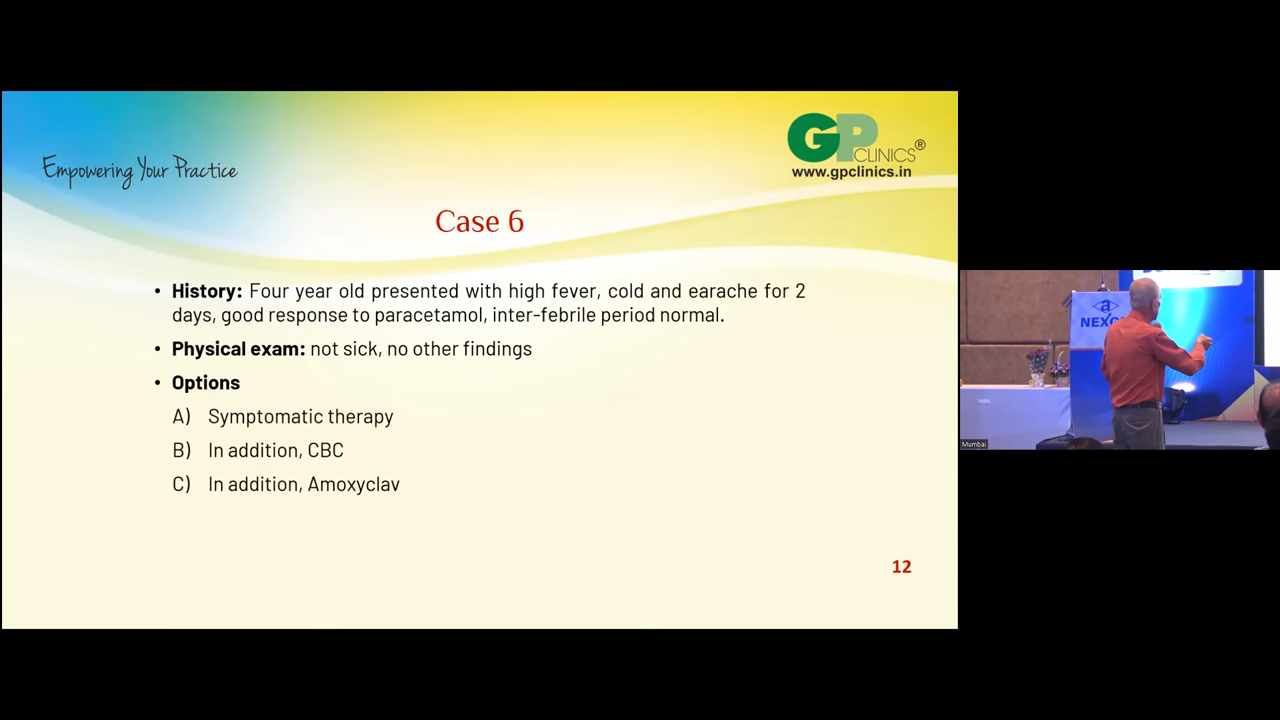 Empowering Your Practice
GP
CLINICS®
www.gpclinics.in
Case 6
• History: Four year old presented with high fever, cold and earache for 2
days, good response to paracetamol, inter-febrile period normal.
• Physical exam: not sick, no other findings
• Options
A) Symptomatic therapy
B) In addition, CBC
C) In addition, Amoxyclav
12
a
Mumbai